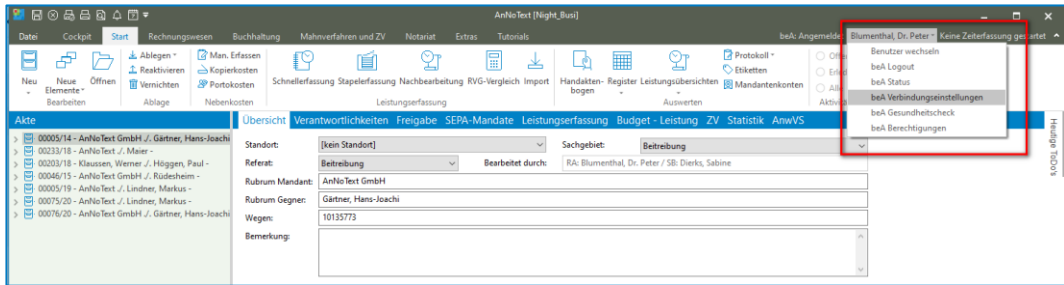 AnNoText [Night_Busi]
Datei Cockpit Start Rechnungswesen Buchhaltung Mahnverfahren und ZV Notariat Extras Tutorials beA: Angemeldet Blumenthal, Dr. Peter Keine Zeiterfassung gestartet
Neu
Neue Elemente
Öffnen
Bearbeiten
Ablegen
Reaktivieren
Vernichten
Ablage
Man. Erfassen
Kopierkosten
Portokosten
Nebenkosten
Schnellerfassung Stapelerfassung Nachbearbeitung RVG-Vergleich Import
Leistungserfassung
Handakten-
bogen
Register Leistungsübersichten
Protokoll
Etiketten
Mandantenkonten
Auswerten
Benutzer wechseln
beA Logout
beA Status
beA Verbindungseinstellungen
beA Gesundheitscheck
beA Berechtigungen
Akte
00005/14 - AnNoText GmbH ./. Gärtner, Hans-Joachi
00233/18 - AnNoText ./. Maier -
00203/18 - Klaussen, Werner ./. Höggen, Paul -
00046/15 - AnNoText GmbH ./. Rüdesheim -
00005/19 - AnNoText ./. Lindner, Markus -
00075/20 - AnNoText ./. Lindner, Markus -
00076/20 - AnNoText GmbH ./. Gärtner, Hans-Joachi
Übersicht Verantwortlichkeiten Freigabe SEPA-Mandate Leistungserfassung Budget - Leistung ZV Statistik AnwVS
Standort: [kein Standort] Sachgebiet: Beitreibung
Referat: Beitreibung Bearbeitet durch: RA: Blumenthal, Dr. Peter / SB: Dierks, Sabine
Rubrum Mandant: AnNoText GmbH
Rubrum Gegner: Gärtner, Hans-Joachi
Wegen: 10135773
Bemerkung:
Heutige ToDo's